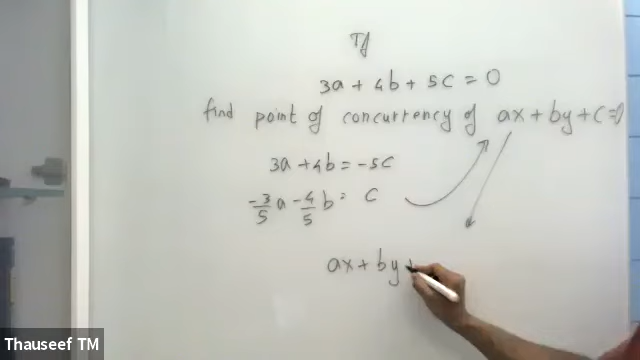 If
3a + 4b + 5c = 0
find point of concurrency of ax + by + c = 0
3a + 4b = -5c
-3/5 a - 4/5 b = c
ax + by +
Thauseef TM